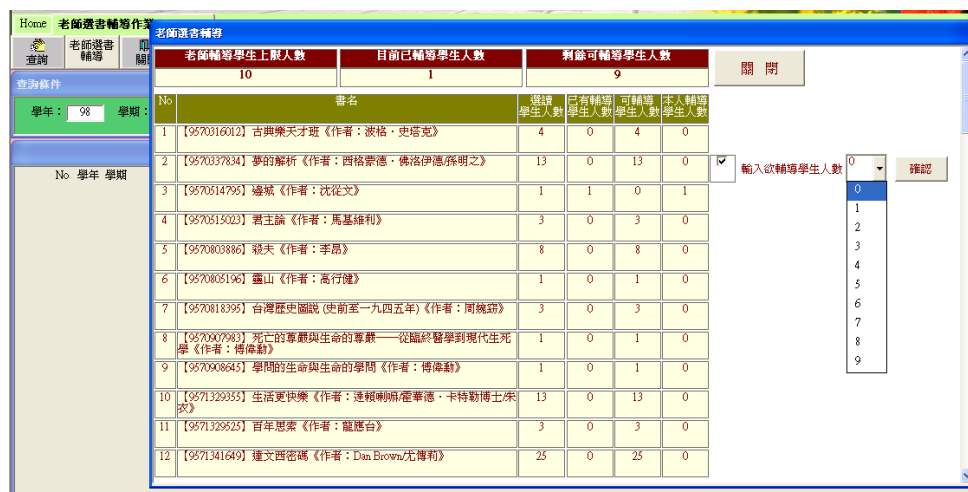 Home 老師選書輔導作業
查詢 老師選書輔導
查詢條件
學年： 98 學期：
No 學年 學期
老師選書輔導
老師輔導學生上限人數 目前已輔導學生人數 剩餘可輔導學生人數
10 1 9
關 閉
No 書名 選讀學生人數 已有輔導學生人數 可輔導學生人數 本人輔導學生人數
1 【9570316012】古典樂天才班《作者：波格．史塔克》 4 0 4 0
2 【9570337834】夢的解析《作者：西格蒙德．佛洛伊德/孫明之》 13 0 13 0
輸入欲輔導學生人數 0 確認
3 【9570514795】邊城《作者：沈從文》 1 1 0 1
4 【9570515023】君主論《作者：馬基維利》 3 0 3 0
5 【9570803886】殺夫《作者：李昂》 8 0 8 0
6 【9570805196】靈山《作者：高行健》 1 0 1 0
7 【9570818395】台灣歷史圖說 (史前至一九四五年)《作者：周婉窈》 3 0 3 0
8 【9570907983】死亡的尊嚴與生命的尊嚴──從臨終醫學到現代生死
學《作者：傅偉勳》 1 0 1 0
9 【9570908645】學問的生命與生命的學問《作者：傅偉勳》 1 0 1 0
10 【9571329355】生活更快樂《作者：達賴喇嘛/霍華德．卡特勒博士/朱
衣》 13 0 13 0
11 【9571329525】百年思索《作者：龍應台》 3 0 3 0
12 【9571341649】達文西密碼《作者：Dan Brown/尤傳莉》 25 0 25 0
0
1
2
3
4
5
6
7
8
9